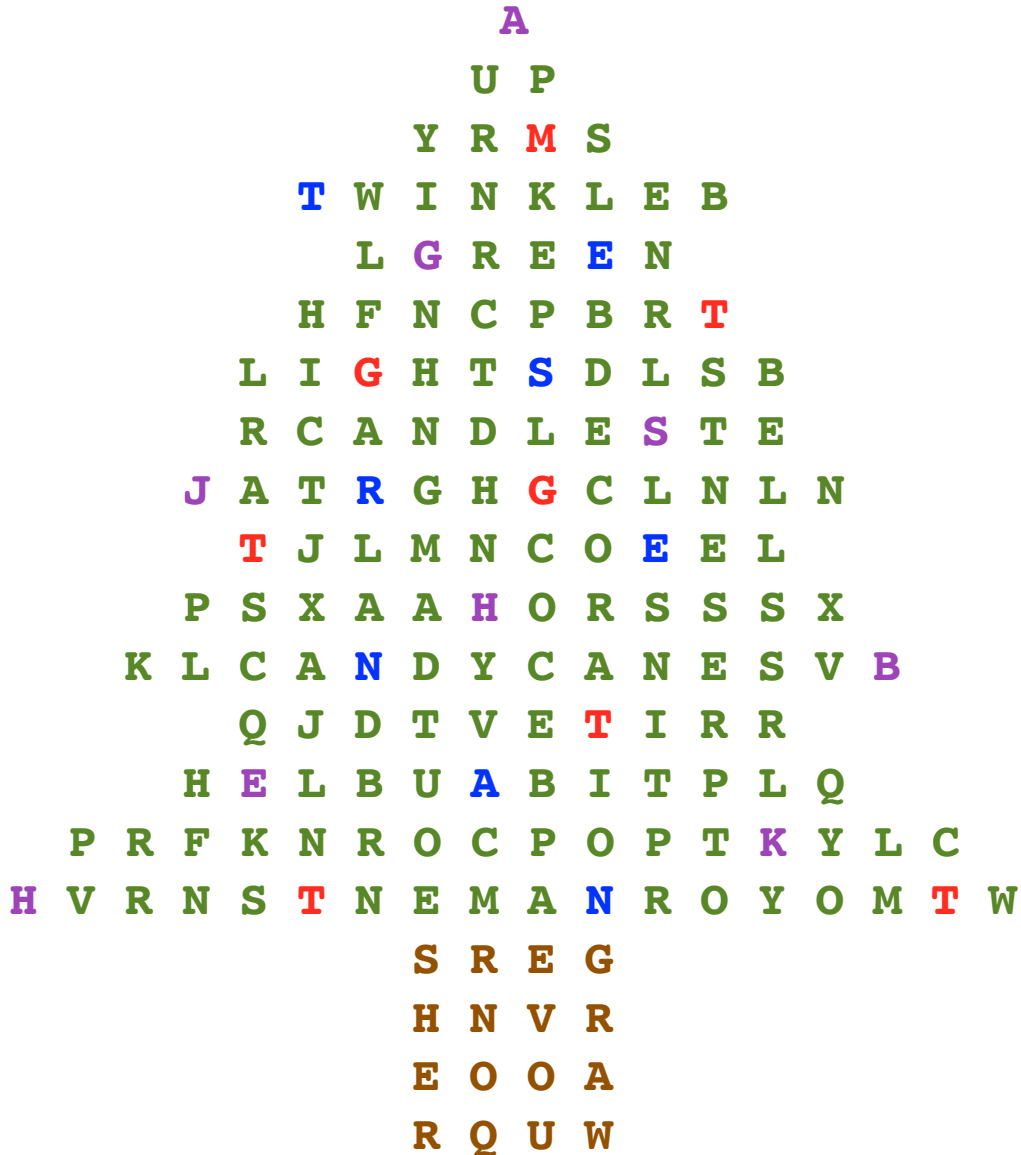 A
U P
Y R M S
T W I N K L E B
L G R E E N
H F N C P B R T
L I G H T S D L S B
R C A N D L E S T E
J A T R G H G C L N L N
T J L M N C O E E L
P S X A A H O R S S S X
K L C A N D Y C A N E S V B
Q J D T V E T I R R
H E L B U A B I T P L Q
P R F K N R O C P O P T K Y L C
H V R N S T N E M A N R O Y O M T W
S R E G
H N V R
E O O A
R Q U W